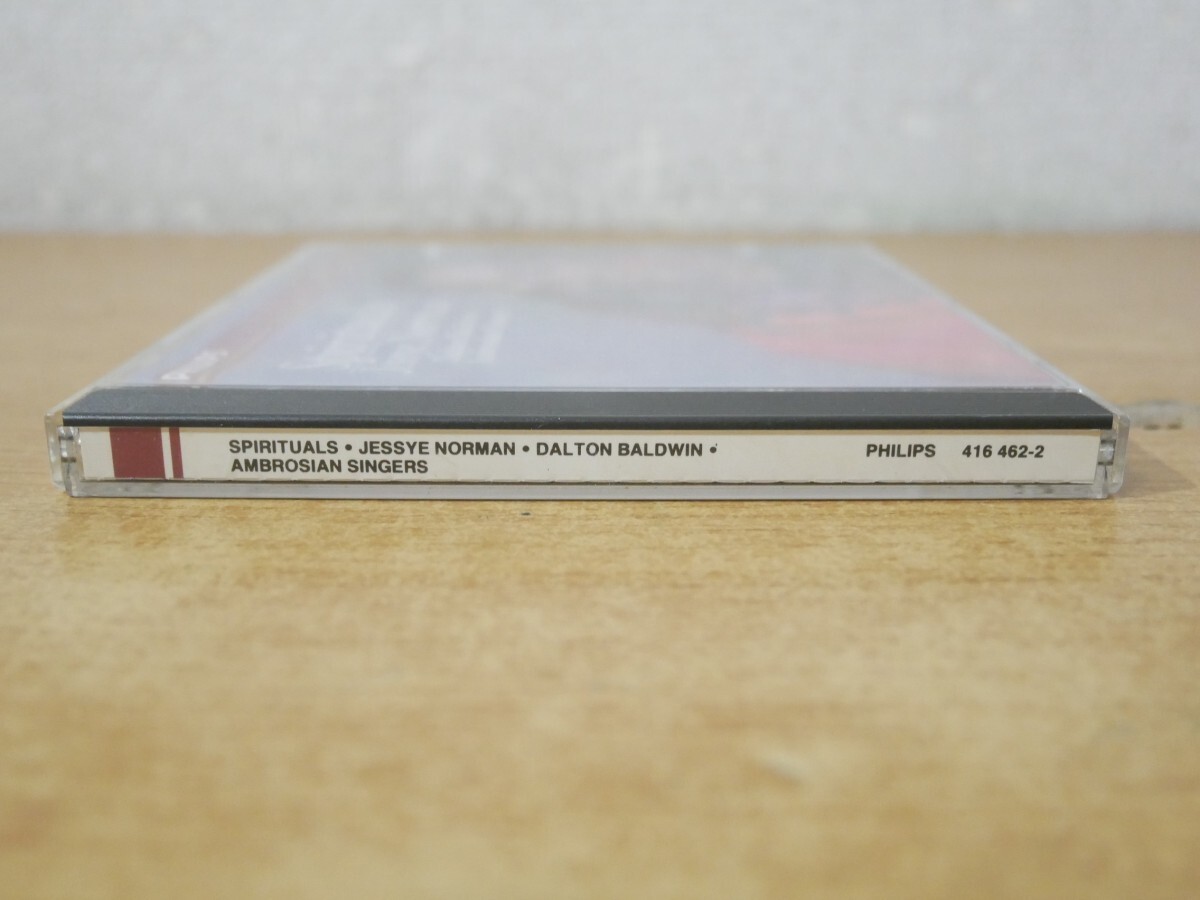 SPIRITUALS • JESSYE NORMAN • DALTON BALDWIN •
AMBROSIAN SINGERS
PHILIPS 416 462-2